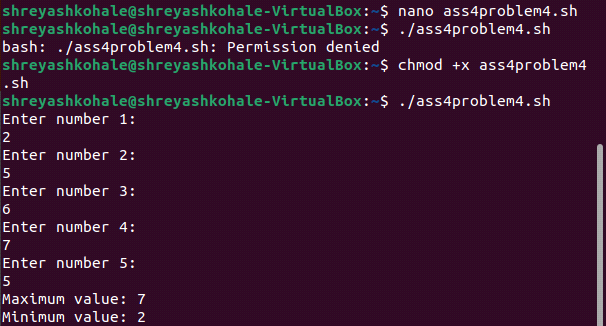 shreyashkohale@shreyashkohale-VirtualBox:~$ nano ass4problem4.sh
shreyashkohale@shreyashkohale-VirtualBox:~$ ./ass4problem4.sh
bash: ./ass4problem4.sh: Permission denied
shreyashkohale@shreyashkohale-VirtualBox:~$ chmod +x ass4problem4
.sh
shreyashkohale@shreyashkohale-VirtualBox:~$ ./ass4problem4.sh
Enter number 1:
2
Enter number 2:
5
Enter number 3:
6
Enter number 4:
7
Enter number 5:
5
Maximum value: 7
Minimum value: 2